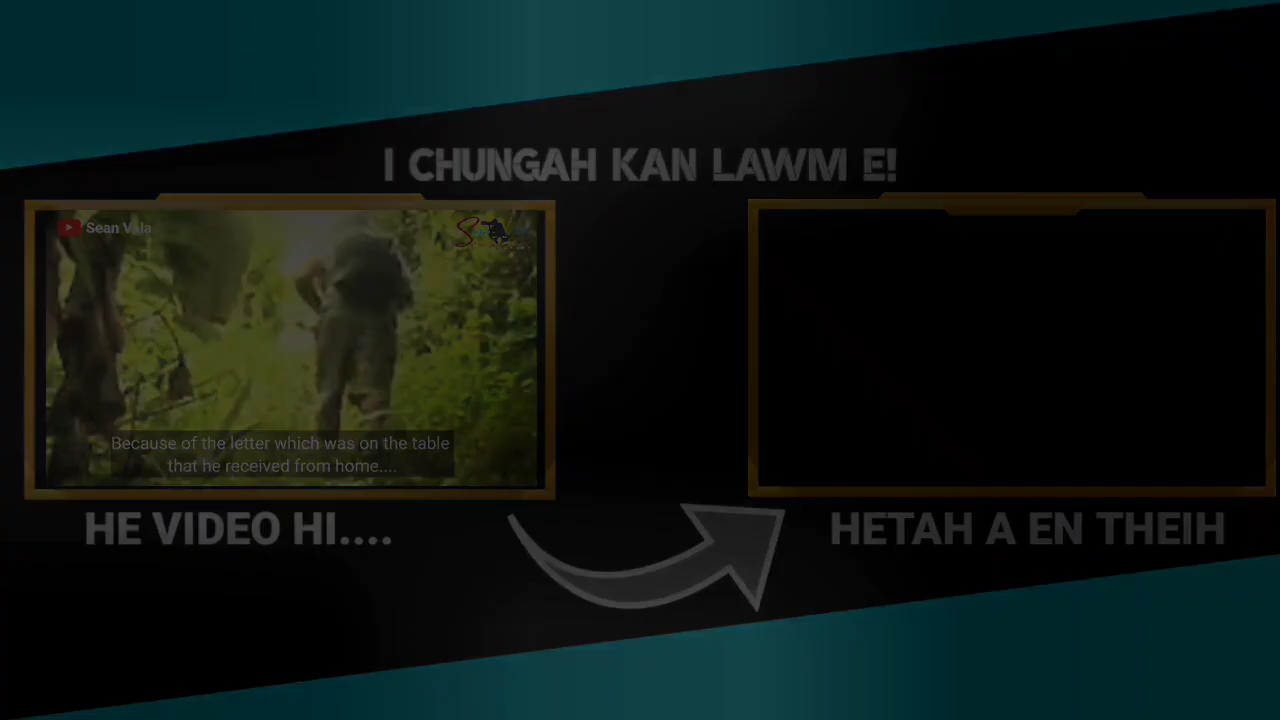 I CHUNGAH KAN LAWM E!
Sean Vala
Because of the letter which was on the table
that he received from home....
HE VIDEO HI....
HETAH A EN THEIH